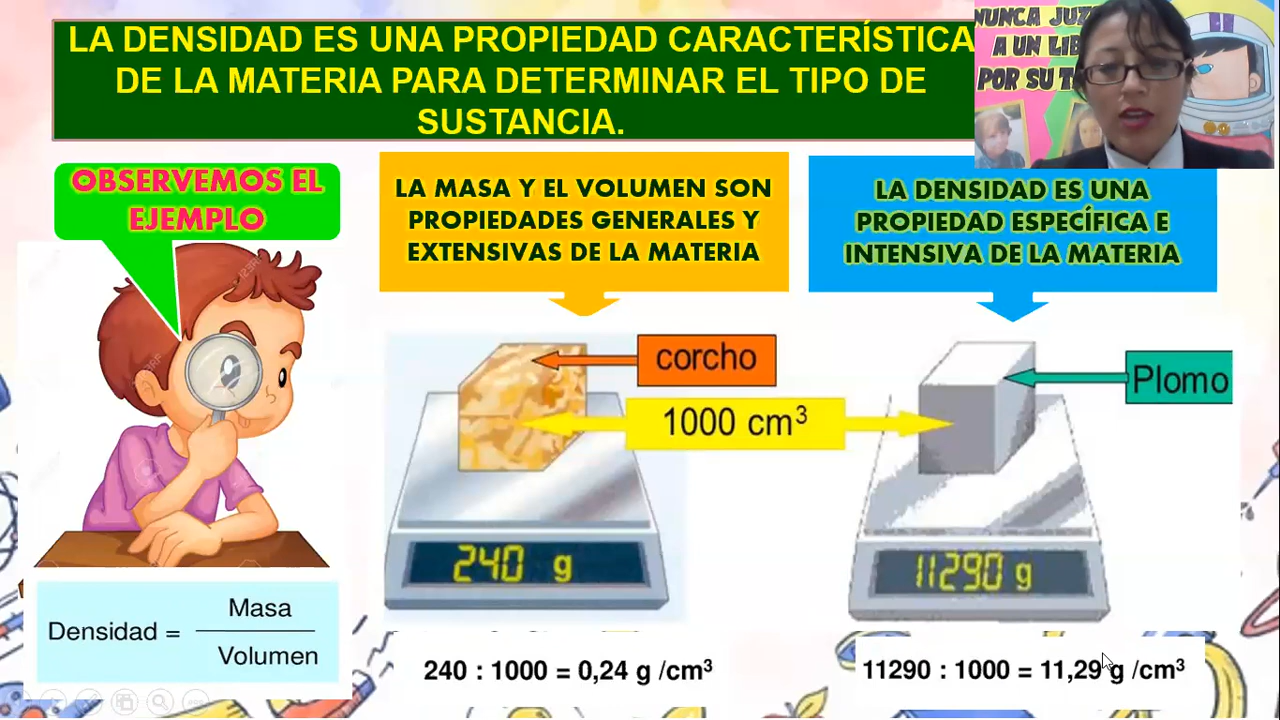 LA DENSIDAD ES UNA PROPIEDAD CARACTERÍSTICA
DE LA MATERIA PARA DETERMINAR EL TIPO DE
SUSTANCIA.
NUNCA
A UN
POR SU
OBSERVEMOS EL
EJEMPLO
LA MASA Y EL VOLUMEN SON
PROPIEDADES GENERALES Y
EXTENSIVAS DE LA MATERIA
LA DENSIDAD ES UNA
PROPIEDAD ESPECÍFICA E
INTENSIVA DE LA MATERIA
corcho
Plomo
1000 cm³
240 g
11290 g
Densidad = Masa
Volumen
240 : 1000 = 0,24 g /cm³
11290 : 1000 = 11,29 g /cm³